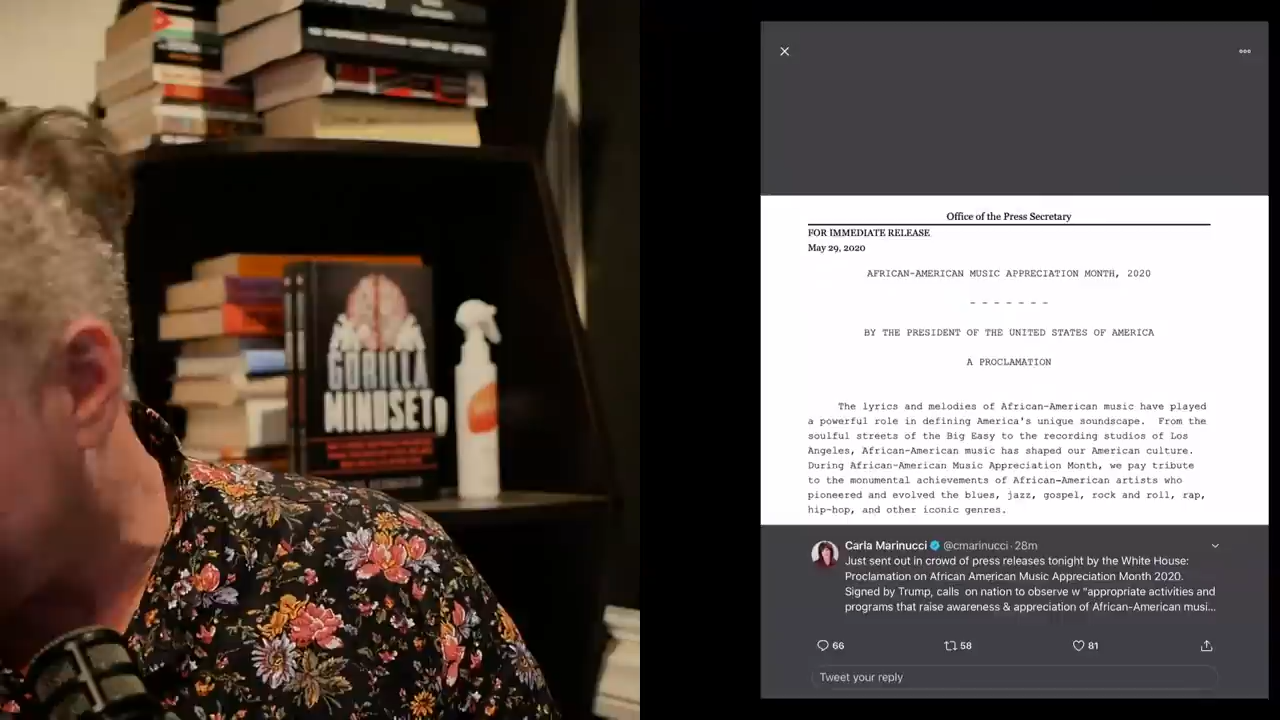 GORILLA
MINDSET
Office of the Press Secretary
FOR IMMEDIATE RELEASE
May 29, 2020
AFRICAN-AMERICAN MUSIC APPRECIATION MONTH, 2020
- - - - - - -
BY THE PRESIDENT OF THE UNITED STATES OF AMERICA
A PROCLAMATION
The lyrics and melodies of African-American music have played
a powerful role in defining America's unique soundscape. From the
soulful streets of the Big Easy to the recording studios of Los
Angeles, African-American music has shaped our American culture.
During African-American Music Appreciation Month, we pay tribute
to the monumental achievements of African-American artists who
pioneered and evolved the blues, jazz, gospel, rock and roll, rap,
hip-hop, and other iconic genres.
Carla Marinucci @cmarinucci · 28m
Just sent out in crowd of press releases tonight by the White House:
Proclamation on African American Music Appreciation Month 2020.
Signed by Trump, calls on nation to observe w "appropriate activities and
programs that raise awareness & appreciation of African-American musi...
66 58 81
Tweet your reply